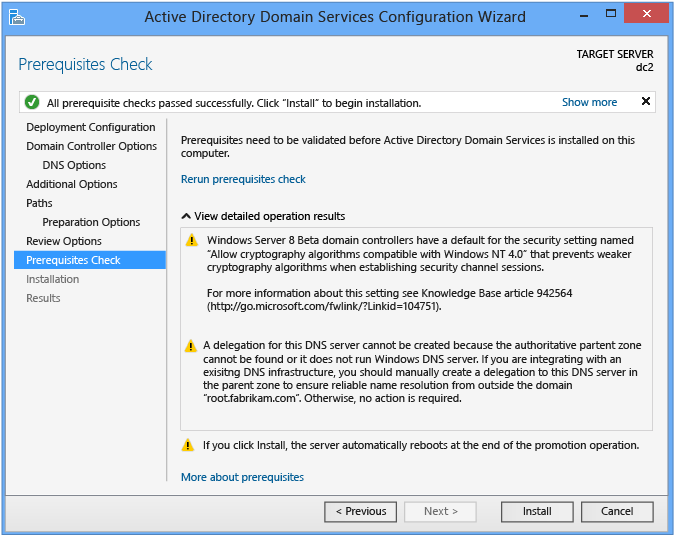 Active Directory Domain Services Configuration Wizard
Prerequisites Check
TARGET SERVER
dc2
All prerequisite checks passed successfully. Click “Install” to begin installation.
Show more
Deployment Configuration
Domain Controller Options
DNS Options
Additional Options
Paths
Preparation Options
Review Options
Prerequisites Check
Installation
Results
Prerequisites need to be validated before Active Directory Domain Services is installed on this
computer.
Rerun prerequisites check
View detailed operation results
Windows Server 8 Beta domain controllers have a default for the security setting named
“Allow cryptography algorithms compatible with Windows NT 4.0” that prevents weaker
cryptography algorithms when establishing security channel sessions.
For more information about this setting see Knowledge Base article 942564
(http://go.microsoft.com/fwlink/?Linkid=104751).
A delegation for this DNS server cannot be created because the authoritative partent zone
cannot be found or it does not run Windows DNS server. If you are integrating with an
exisitng DNS infrastructure, you should manually create a delegation to this DNS server in
the parent zone to ensure reliable name resolution from outside the domain
“root.fabrikam.com”. Otherwise, no action is required.
If you click Install, the server automatically reboots at the end of the promotion operation.
More about prerequisites
< Previous
Next >
Install
Cancel